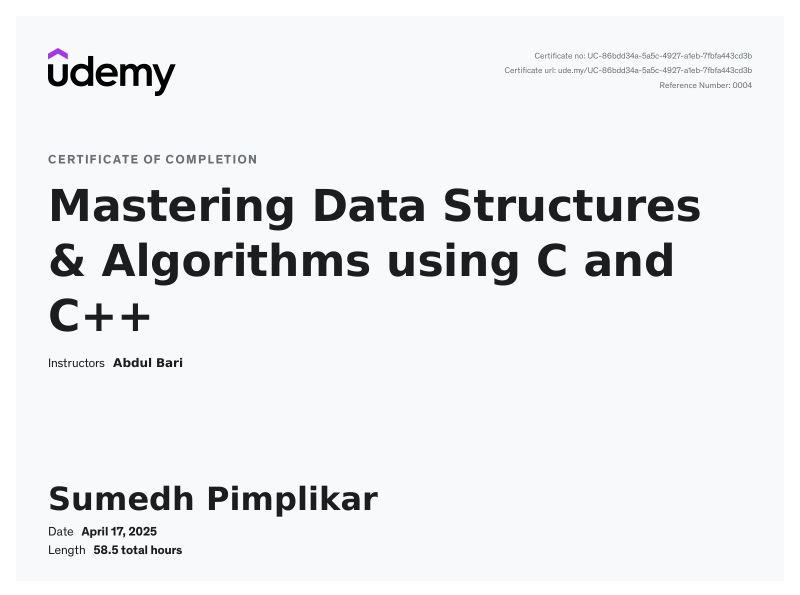 udemy
Certificate no: UC-86bdd34a-5a5c-4927-a1eb-7fbfa443cd3b
Certificate url: ude.my/UC-86bdd34a-5a5c-4927-a1eb-7fbfa443cd3b
Reference Number: 0004
CERTIFICATE OF COMPLETION
Mastering Data Structures
& Algorithms using C and
C++
Instructors Abdul Bari
Sumedh Pimplikar
Date April 17, 2025
Length 58.5 total hours